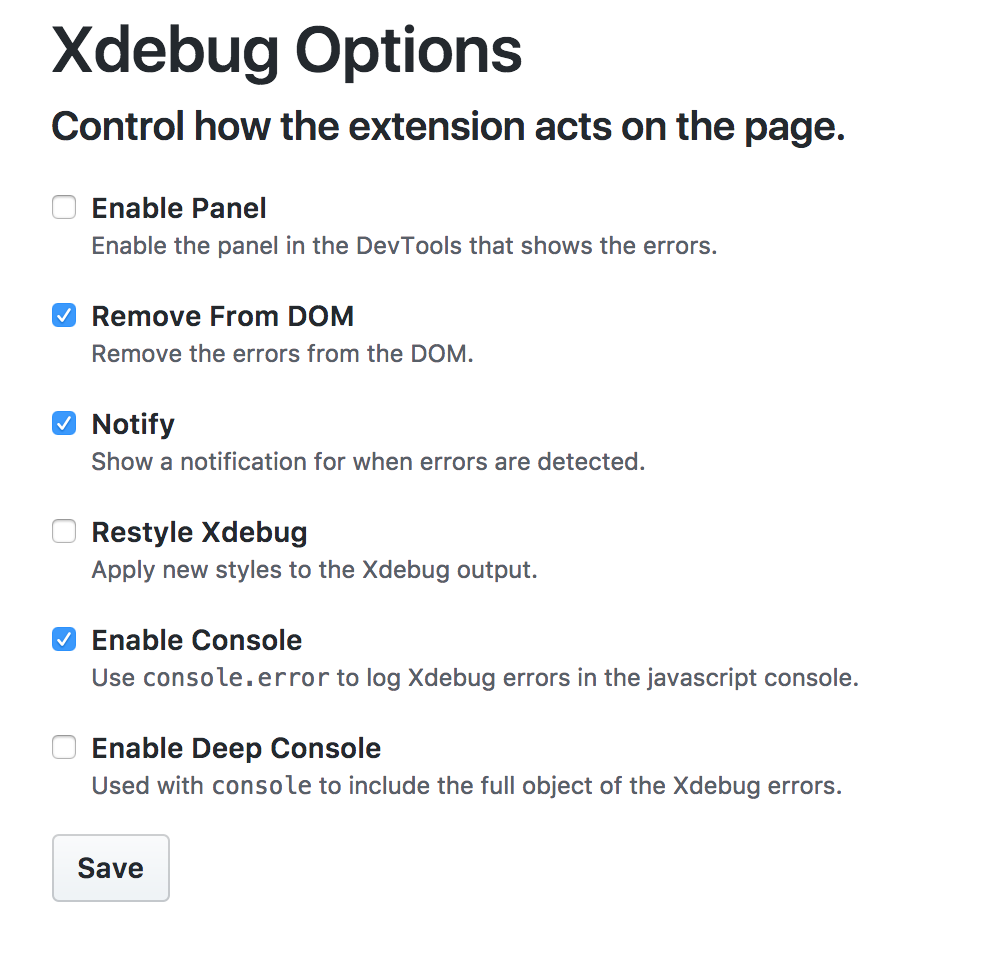 Xdebug Options
Control how the extension acts on the page.
Enable Panel
Enable the panel in the DevTools that shows the errors.
Remove From DOM
Remove the errors from the DOM.
Notify
Show a notification for when errors are detected.
Restyle Xdebug
Apply new styles to the Xdebug output.
Enable Console
Use console.error to log Xdebug errors in the javascript console.
Enable Deep Console
Used with console to include the full object of the Xdebug errors.
Save